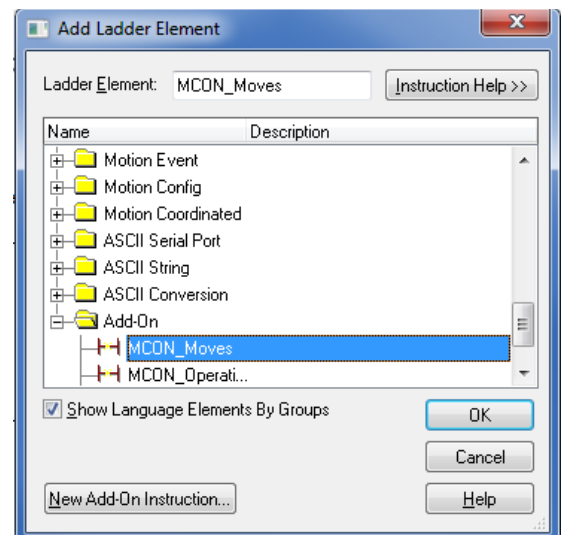 Add Ladder Element
Ladder Element: MCON_Moves Instruction Help >>
Name Description
Motion Event
Motion Config
Motion Coordinated
ASCII Serial Port
ASCII String
ASCII Conversion
Add-On
MCON_Moves
MCON_Operati...
Show Language Elements By Groups OK
Cancel
New Add-On Instruction... Help